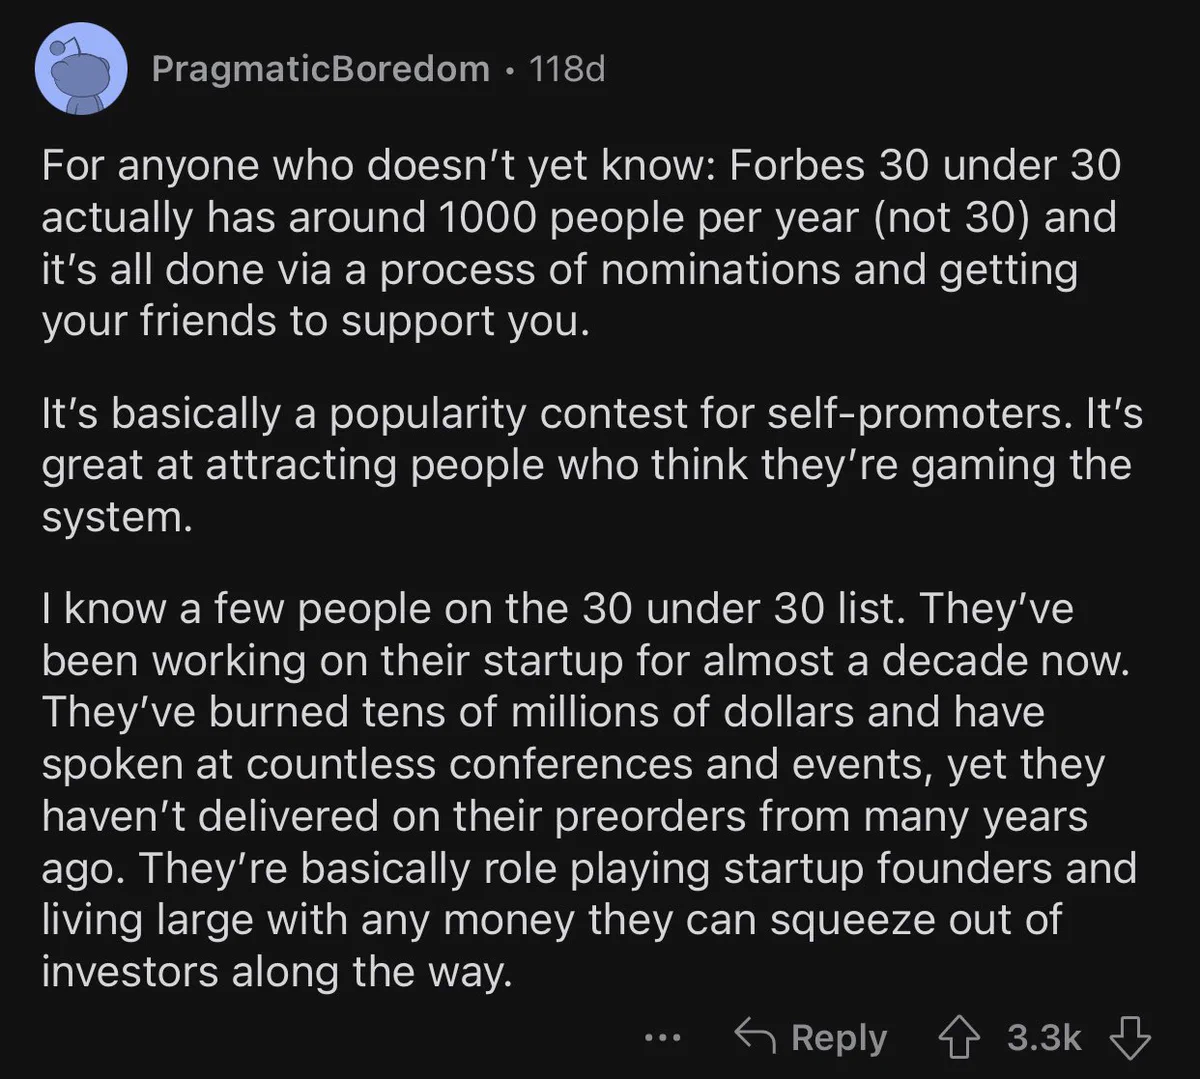 PragmaticBoredom · 118d
For anyone who doesn’t yet know: Forbes 30 under 30
actually has around 1000 people per year (not 30) and
it’s all done via a process of nominations and getting
your friends to support you.
It’s basically a popularity contest for self-promoters. It’s
great at attracting people who think they’re gaming the
system.
I know a few people on the 30 under 30 list. They’ve
been working on their startup for almost a decade now.
They’ve burned tens of millions of dollars and have
spoken at countless conferences and events, yet they
haven’t delivered on their preorders from many years
ago. They’re basically role playing startup founders and
living large with any money they can squeeze out of
investors along the way.
... Reply 3.3k